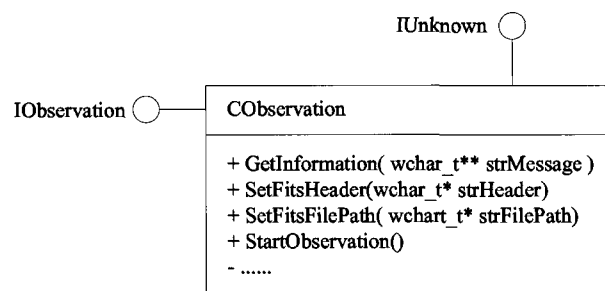 IUnknown
IObservation
CObservation
+ GetInformation( wchar_t** strMessage )
+ SetFitsHeader(wchar_t* strHeader)
+ SetFitsFilePath( wchart_t* strFilePath)
+ StartObservation()
- ......